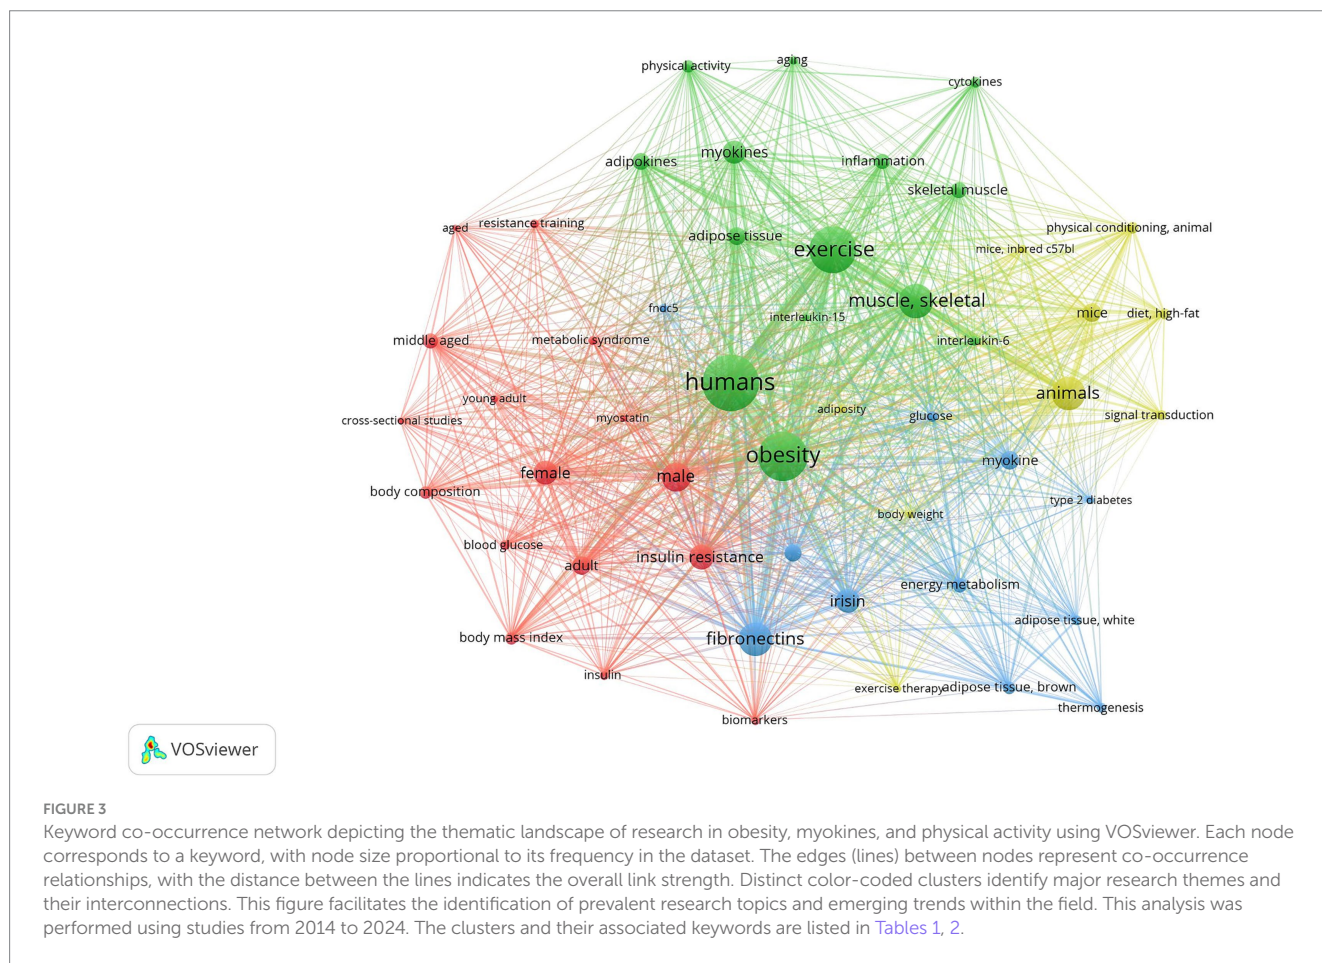 physical activity
aging
cytokines
adipokines
myokines
inflammation
skeletal muscle
aged
resistance training
adipose tissue
exercise
physical conditioning, animal
mice, inbred c57bl
fndc5
interleukin-15
muscle, skeletal
mice
diet, high-fat
middle aged
metabolic syndrome
interleukin-6
humans
animals
young adult
cross-sectional studies
myostatin
adiposity
glucose
signal transduction
female
male
obesity
myokine
body composition
type 2 diabetes
body weight
blood glucose
adult
insulin resistance
energy metabolism
irisin
adipose tissue, white
body mass index
fibronectins
insulin
exercise therapy
adipose tissue, brown
thermogenesis
biomarkers
VOSviewer
FIGURE 3
Keyword co-occurrence network depicting the thematic landscape of research in obesity, myokines, and physical activity using VOSviewer. Each node
corresponds to a keyword, with node size proportional to its frequency in the dataset. The edges (lines) between nodes represent co-occurrence
relationships, with the distance between the lines indicates the overall link strength. Distinct color-coded clusters identify major research themes and
their interconnections. This figure facilitates the identification of prevalent research topics and emerging trends within the field. This analysis was
performed using studies from 2014 to 2024. The clusters and their associated keywords are listed in Tables 1, 2.